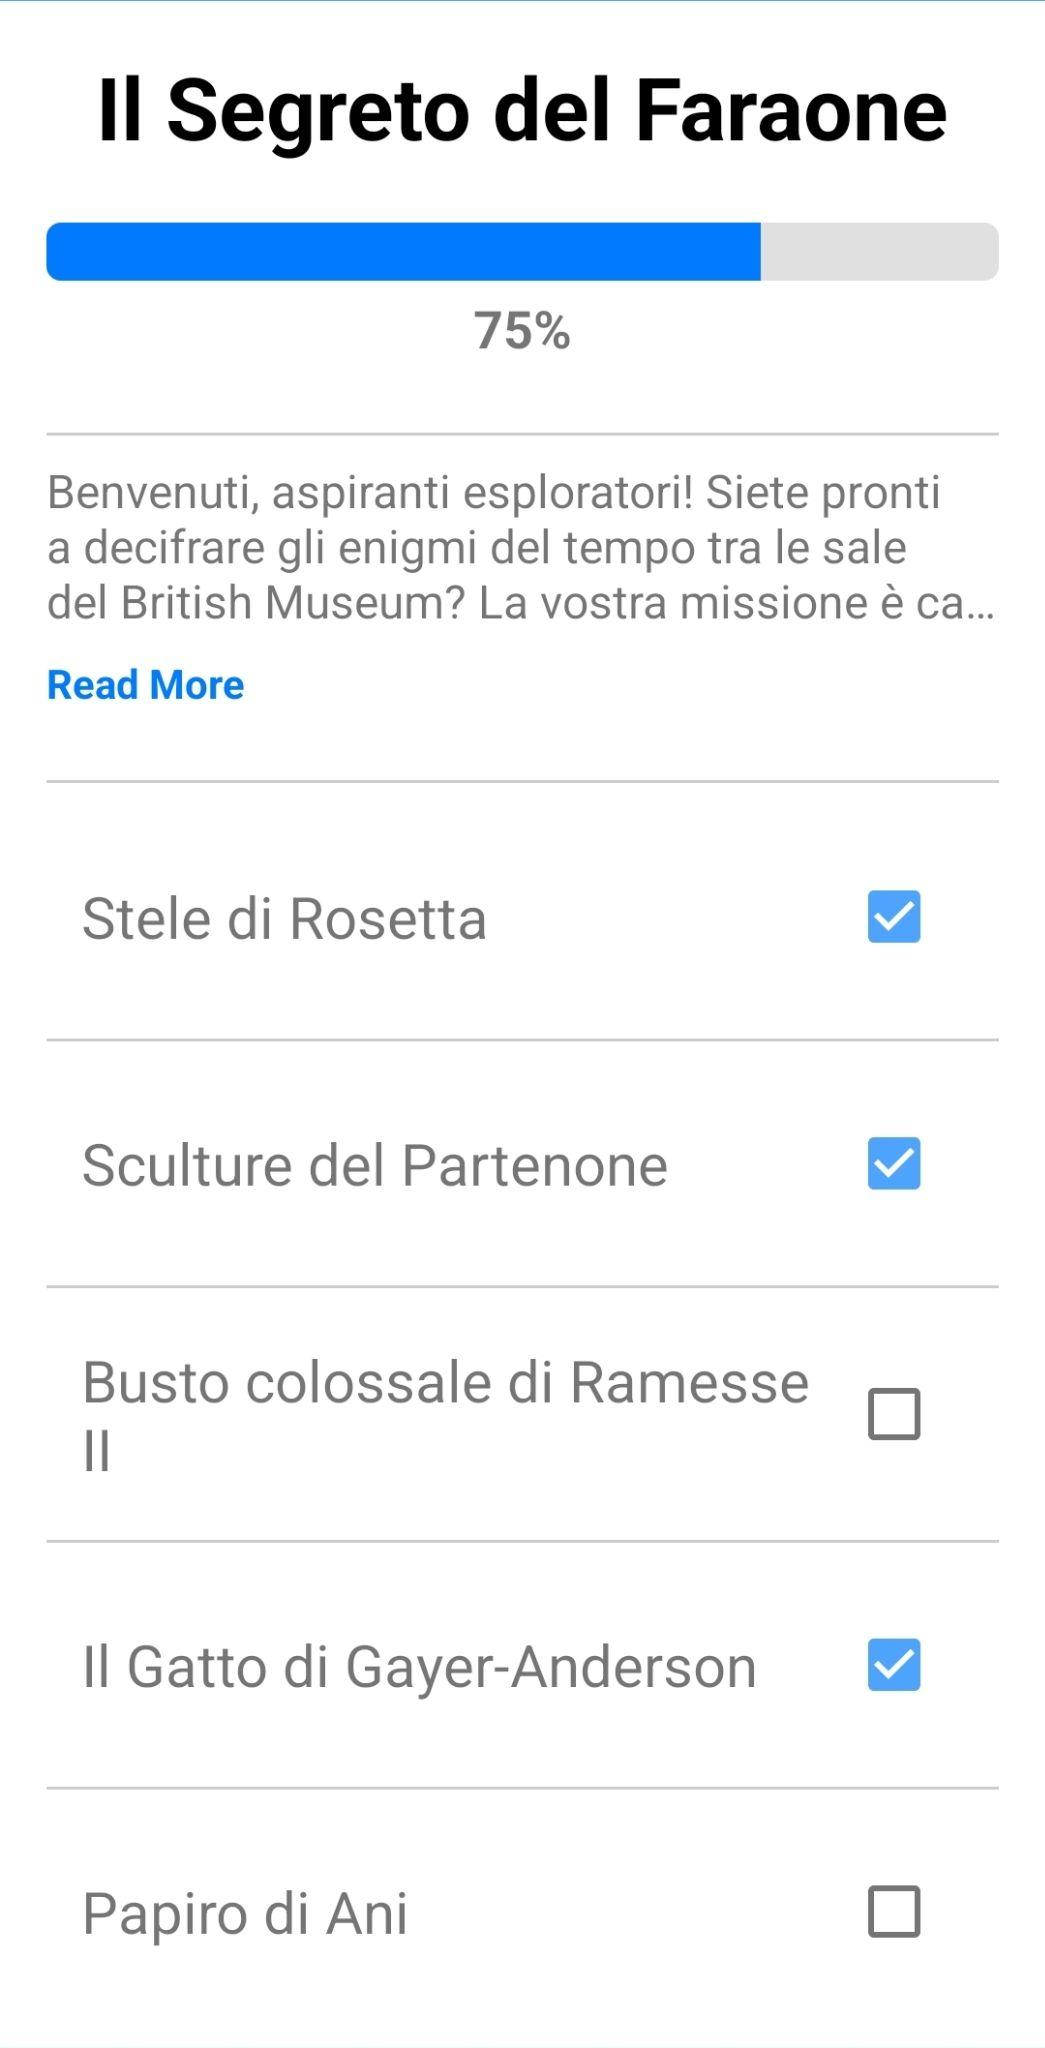 Il Segreto del Faraone
75%
Benvenuti, aspiranti esploratori! Siete pronti
a decifrare gli enigmi del tempo tra le sale
del British Museum? La vostra missione è ca...
Read More
Stele di Rosetta
Sculture del Partenone
Busto colossale di Ramesse
II
Il Gatto di Gayer-Anderson
Papiro di Ani